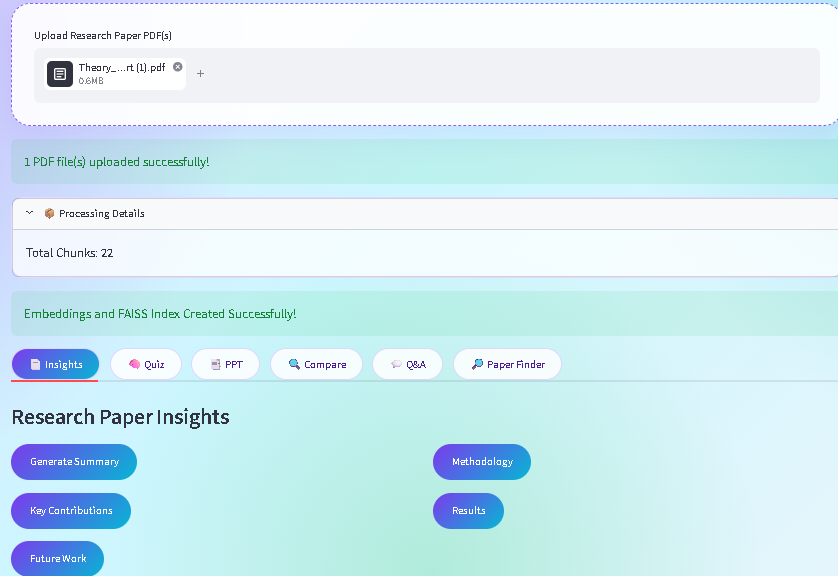 Upload Research Paper PDF(s)
Theory_...rt (1).pdf
0.6MB
1 PDF file(s) uploaded successfully!
Processing Details
Total Chunks: 22
Embeddings and FAISS Index Created Successfully!
Insights Quiz PPT Compare Q&A Paper Finder
Research Paper Insights
Generate Summary Methodology
Key Contributions Results
Future Work